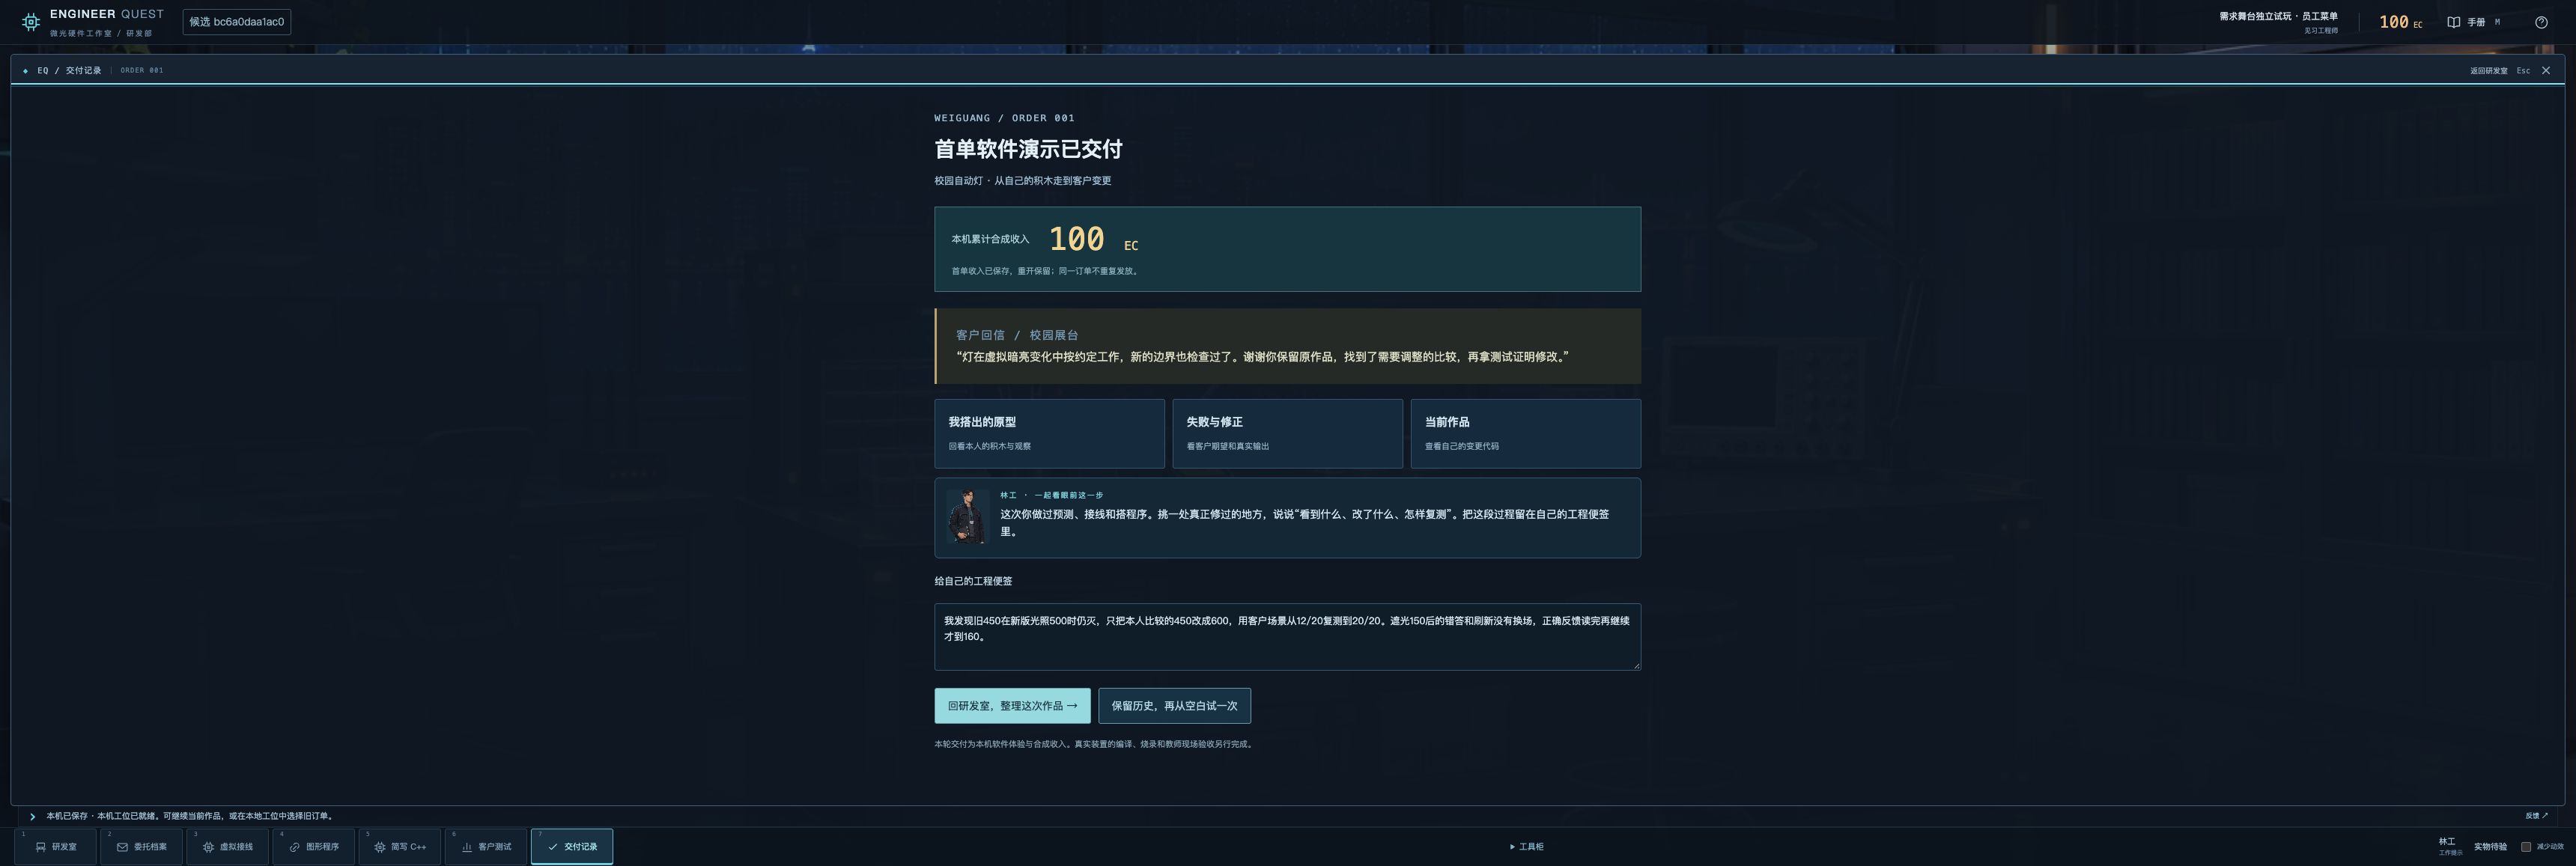 ENGINEER QUEST
微光硬件工作室 / 研发部
候选 bc6a0daa1ac0
需求舞台独立试玩 · 员工菜单
见习工程师
100 EC
手册 M
EQ / 交付记录 ORDER 001
返回研发室 Esc
WEIGUANG / ORDER 001
首单软件演示已交付
校园自动灯 · 从自己的积木走到客户变更
本机累计合成收入 100 EC
首单收入已保存，重开保留；同一订单不重复发放。
客户回信 / 校园展台
“灯在虚拟暗亮变化中按约定工作，新的边界也检查过了。谢谢你保留原作品，找到了需要调整的比较，再拿测试证明修改。”
我搭出的原型
回看本人的积木与观察
失败与修正
看客户期望和真实输出
当前作品
查看自己的变更代码
林工 · 一起看眼前这一步
这次你做过预测、接线和搭程序。挑一处真正修过的地方，说说“看到什么、改了什么、怎样复测”。把这段过程留在自己的工程便签
里。
给自己的工程便签
我发现旧450在新版光照500时仍灭，只把本人比较的450改成600，用客户场景从12/20复测到20/20。遮光150后的错答和刷新没有换场，正确反馈读完再继续
才到160。
回研发室，整理这次作品 →
保留历史，再从空白试一次
本轮交付为本机软件体验与合成收入。真实装置的编译、烧录和教师现场验收另行完成。
本机已保存 · 本机工位已就绪。可继续当前作品，或在本地工位中选择旧订单。
反馈 ↗
1 研发室
2 委托档案
3 虚拟接线
4 图形程序
5 简写 C++
6 客户测试
7 交付记录
工具柜
林工
工作提示
实物待验
减少动效